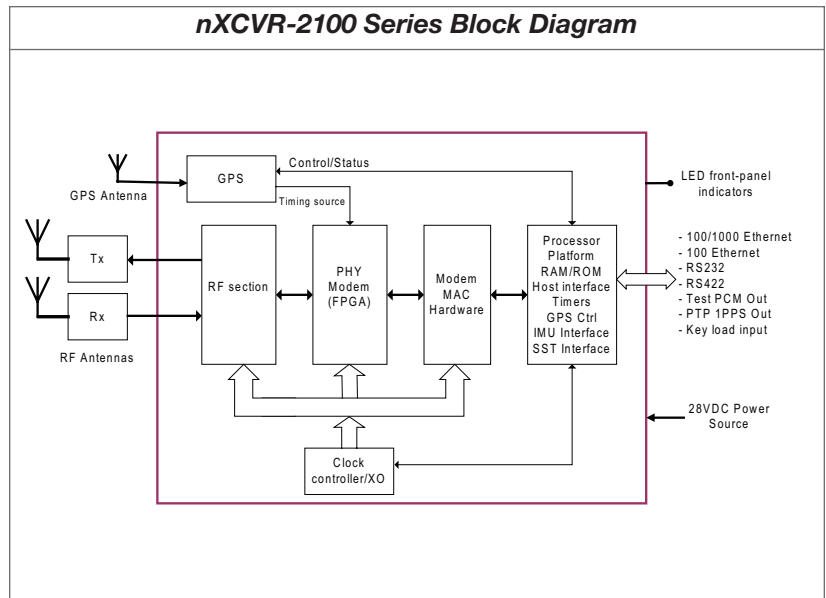 nXCVR-2100 Series Block Diagram
GPS Antenna
GPS
Control/Status
Timing source
LED front-panel
indicators
Tx
Rx
RF Antennas
RF section
PHY
Modem
(FPGA)
Modem
MAC
Hardware
Processor
Platform
RAM/ROM
Host interface
Timers
GPS Ctrl
IMU Interface
SST Interface
- 100/1000 Ethernet
- 100 Ethernet
- RS232
- RS422
- Test PCM Out
- PTP 1PPS Out
- Key load input
28VDC Power
Source
Clock
controller/XO